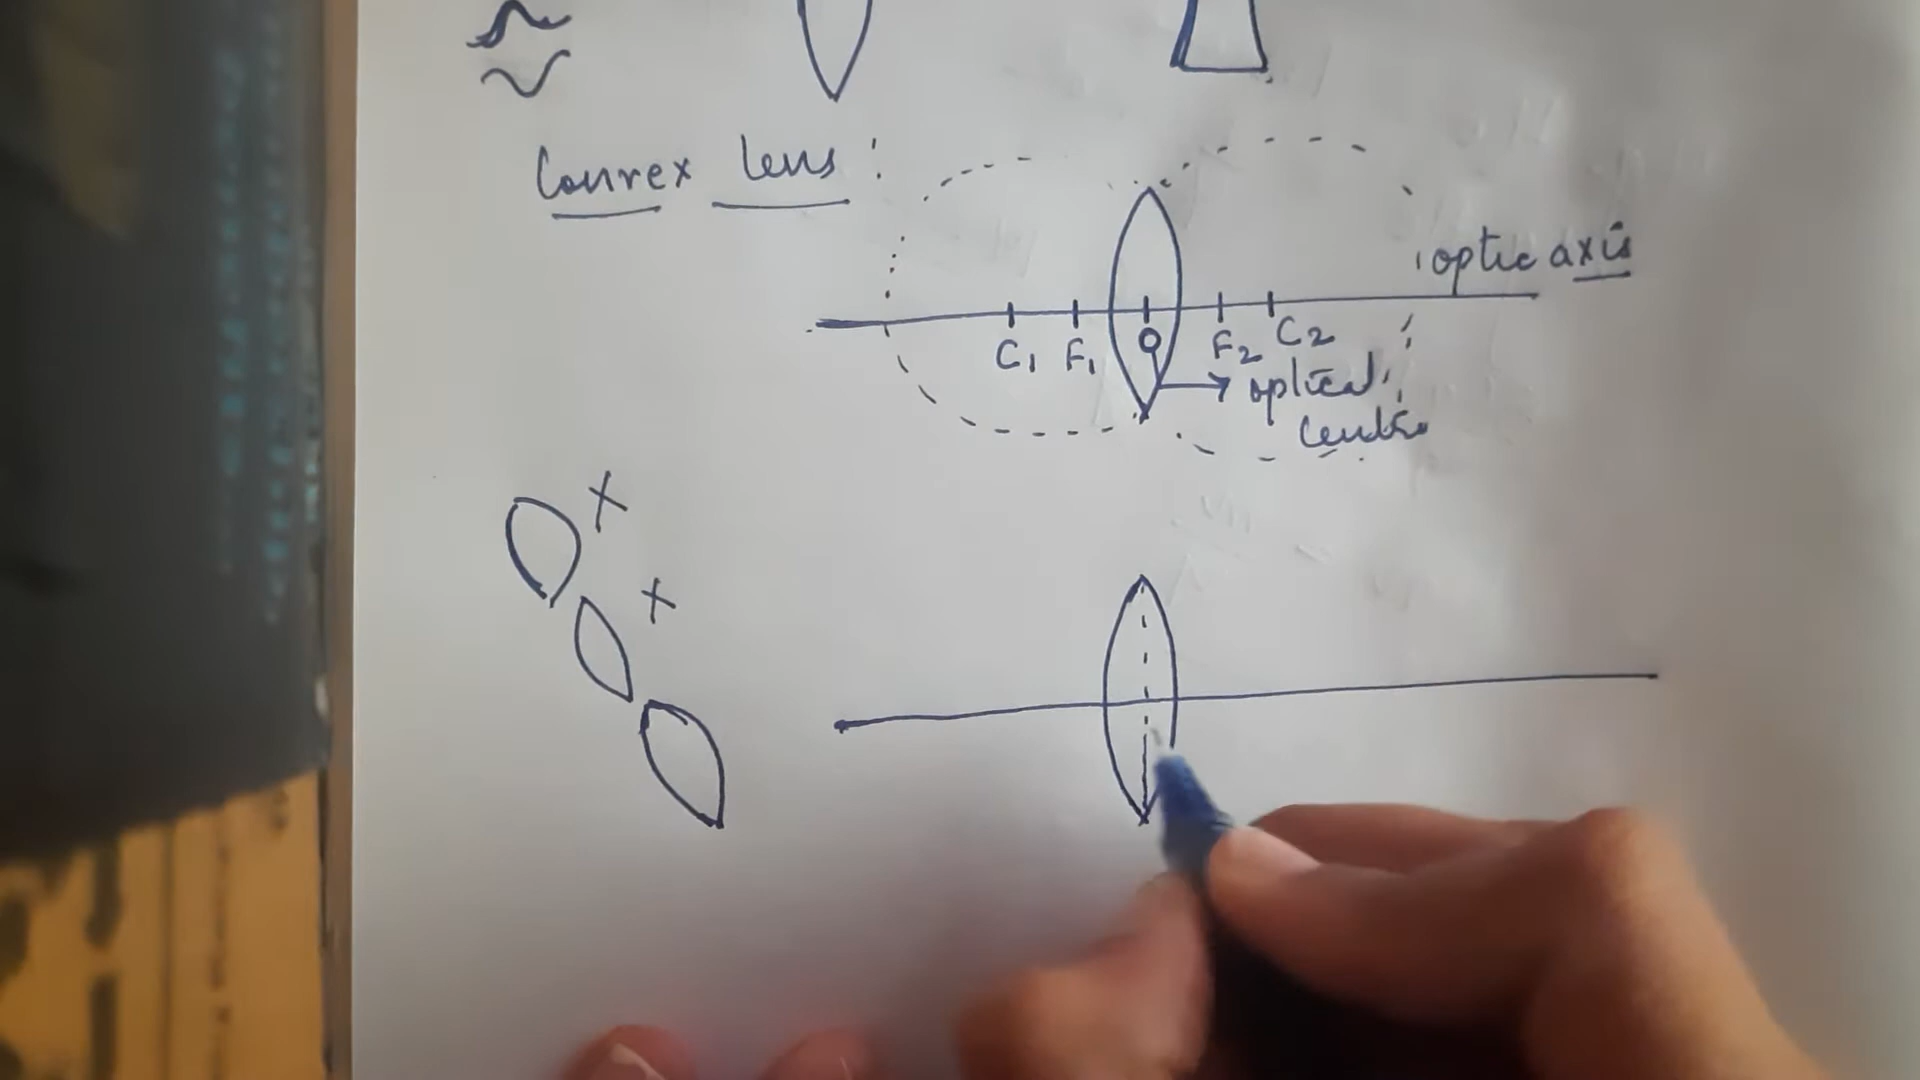 Convex lens :
optic axis
C₁ F₁ O F₂ C₂
optical
centre
X
X